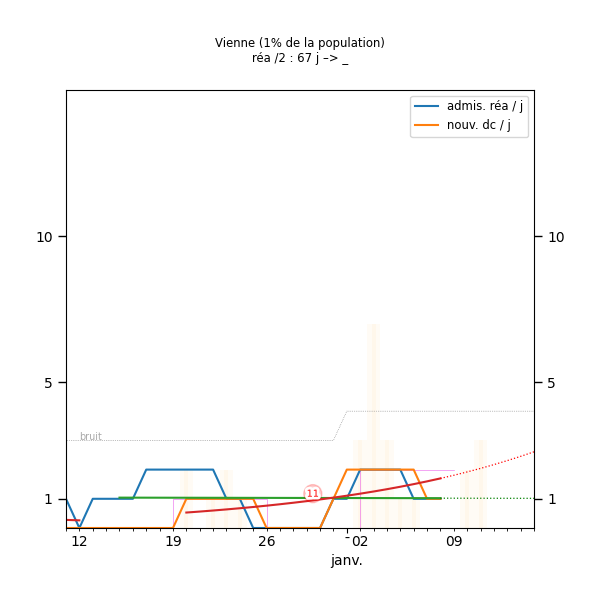 Vienne (1% de la population)
réa /2 : 67 j –> _
admis. réa / j
nouv. dc / j
10
10
5
5
bruit
11
1
1
12
19
26
02
09
janv.